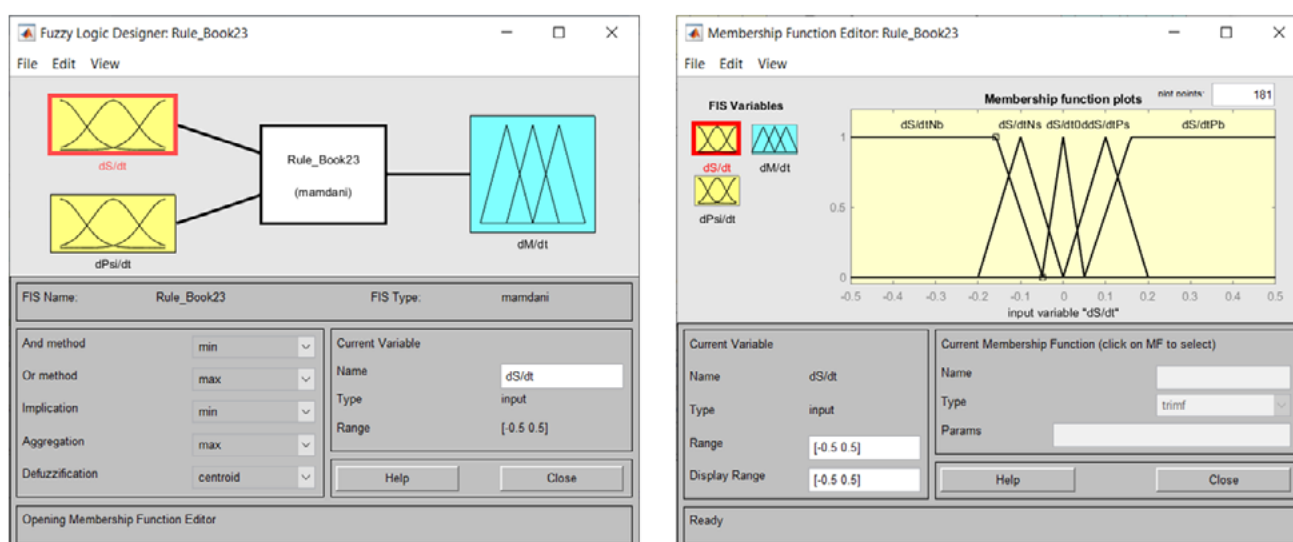 Fuzzy Logic Designer: Rule_Book23
File Edit View
dS/dt
dPsi/dt
Rule_Book23
(mamdani)
dM/dt
FIS Name: Rule_Book23 FIS Type: mamdani
And method min
Or method max
Implication min
Aggregation max
Defuzzification centroid
Current Variable
Name dS/dt
Type input
Range [-0.5 0.5]
Help Close
Opening Membership Function Editor
Membership Function Editor: Rule_Book23
File Edit View
FIS Variables
dS/dt dM/dt
dPsi/dt
Membership function plots plot points: 181
dS/dtNb dS/dtNs dS/dt0ddS/dtPs dS/dtPb
1
0.5
0
-0.5 -0.4 -0.3 -0.2 -0.1 0 0.1 0.2 0.3 0.4 0.5
input variable "dS/dt"
Current Variable
Name dS/dt
Type input
Range [-0.5 0.5]
Display Range [-0.5 0.5]
Current Membership Function (click on MF to select)
Name
Type trimf
Params
Help Close
Ready